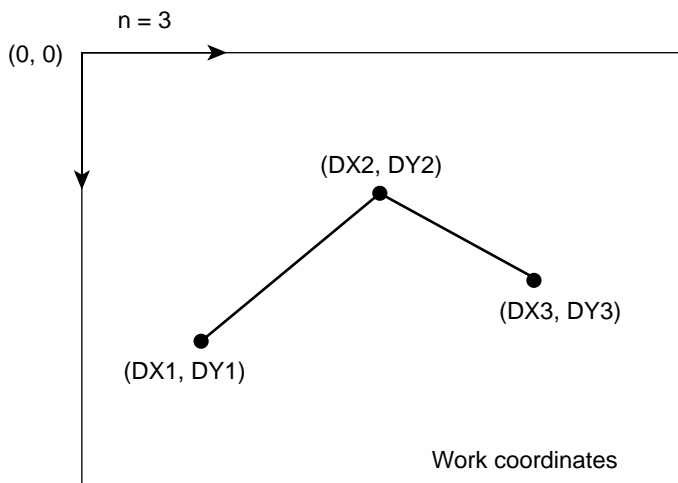 n = 3
(0, 0)
(DX2, DY2)
(DX3, DY3)
(DX1, DY1)
Work coordinates